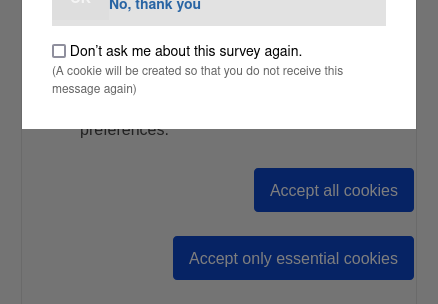 No, thank you
Don't ask me about this survey again.
(A cookie will be created so that you do not receive this
message again)
preferences.
Accept all cookies
Accept only essential cookies